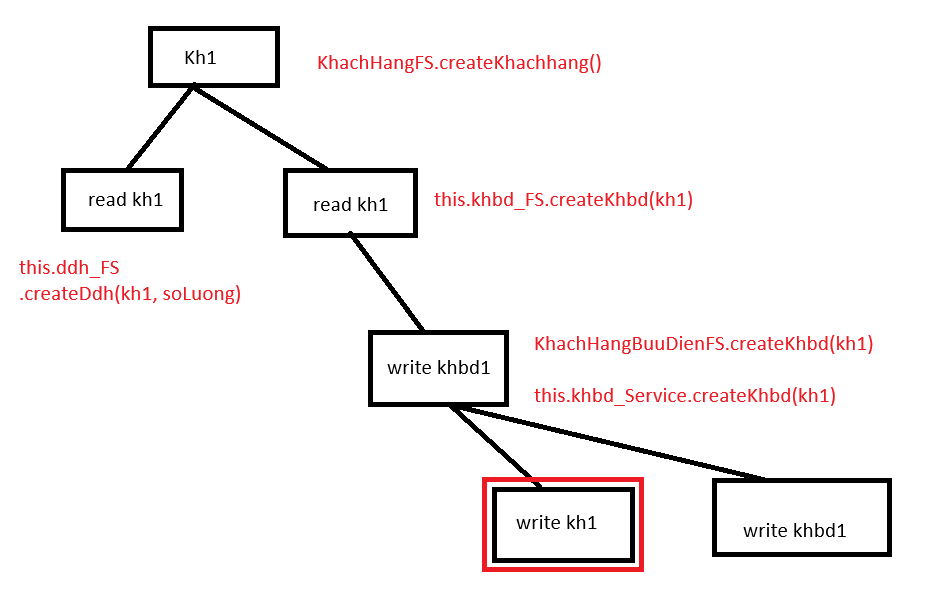 Kh1
KhachHangFS.createKhachhang()
read kh1
read kh1
this.khbd_FS.createKhbd(kh1)
this.ddh_FS
.createDdh(kh1, soLuong)
write khbd1
KhachHangBuuDienFS.createKhbd(kh1)
this.khbd_Service.createKhbd(kh1)
write kh1
write khbd1